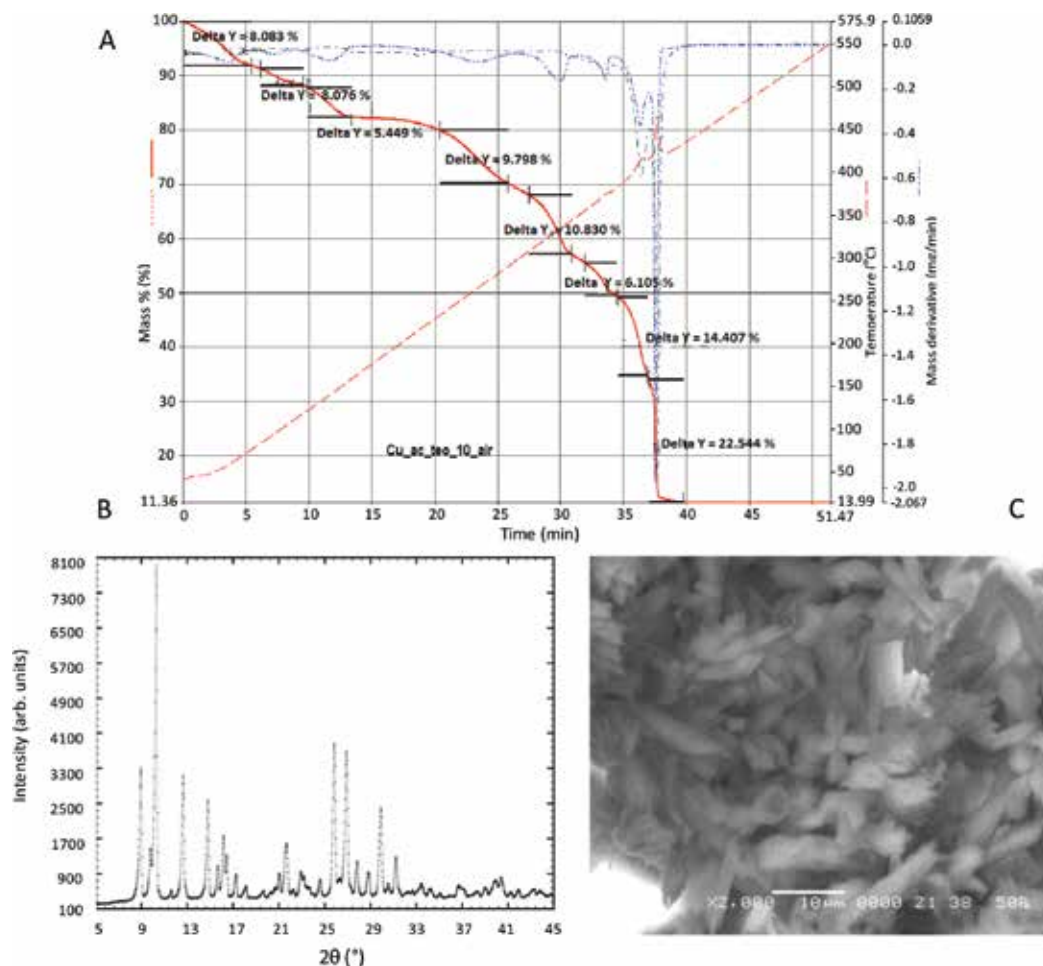 A
100
90
80
70
60
50
40
30
20
11.36
Mass % (%)
Delta Y = 8.083 %
Delta Y = 8.076 %
Delta Y = 5.449 %
Delta Y = 9.798 %
Delta Y = 10.830 %
Delta Y = 6.105 %
Delta Y = 14.407 %
Delta Y = 22.544 %
Cu_ac_teo_10_air
0 5 10 15 20 25 30 35 40 45 51.47
Time (min)
575.9
550
500
450
400
350
300
250
200
150
100
50
13.99
Temperature (°C)
0.1059
0.0
-0.2
-0.4
-0.6
-0.8
-1.0
-1.2
-1.4
-1.6
-1.8
-2.0
-2.067
Mass derivative (mg/min)
B
8100
7300
6500
5700
4900
4100
3300
2500
1700
900
100
Intensity (arb. units)
5 9 13 17 21 25 29 33 37 41 45
2θ (°)
C
X2,000 10μm 0000 21 38